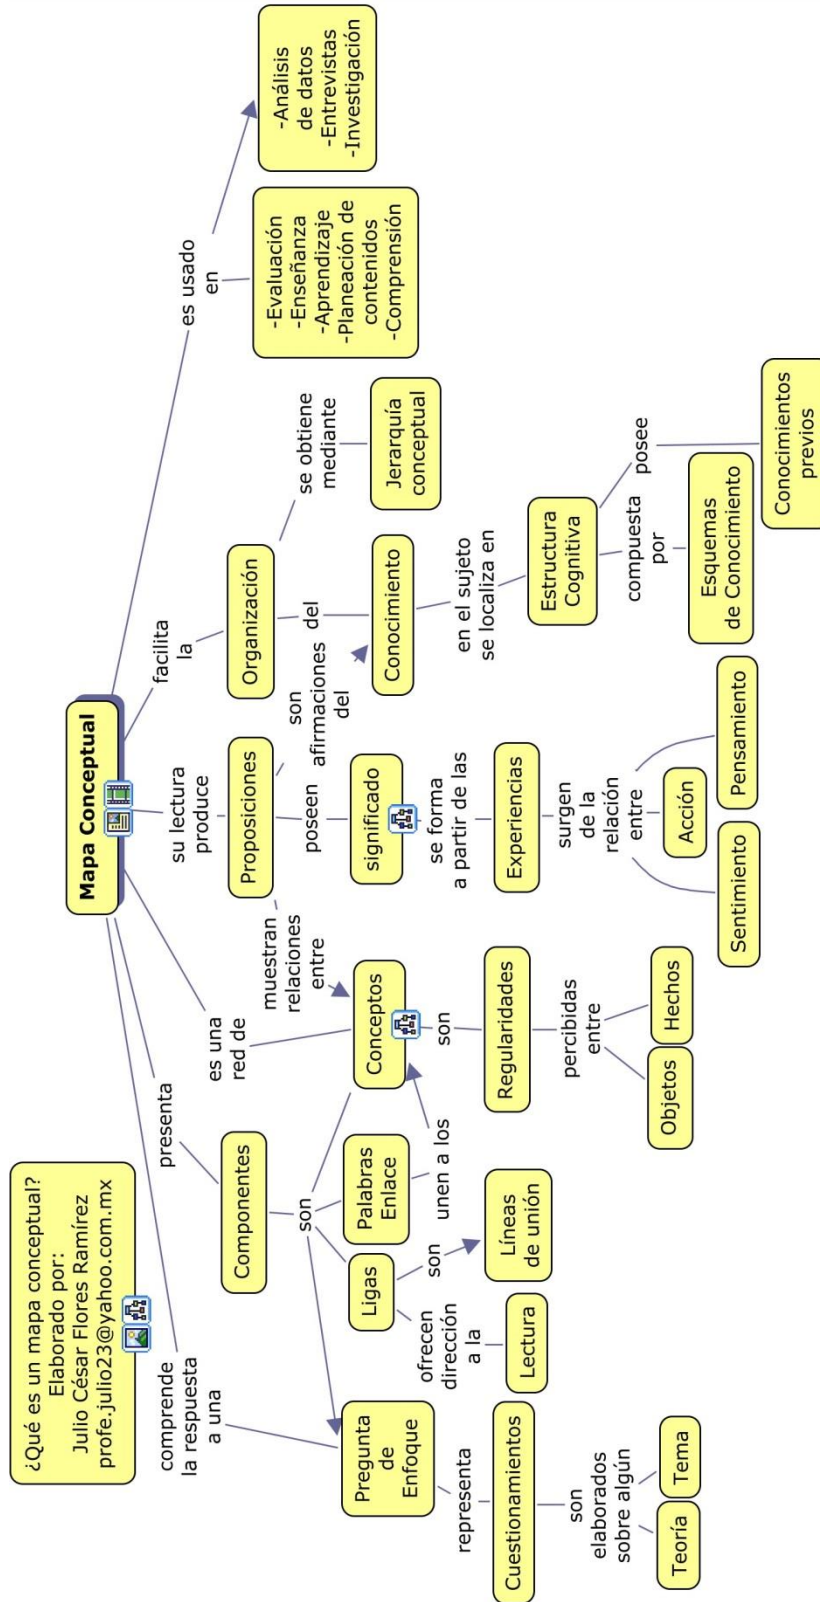 ¿Qué es un mapa conceptual?
Elaborado por:
Julio César Flores Ramírez
profe.julio23@yahoo.com.mx
Mapa Conceptual
comprende
la respuesta
a una
presenta
es una
red de
su lectura
produce
facilita
la
es usado
en
Componentes
Proposiciones
Organización
-Evaluación
-Enseñanza
-Aprendizaje
-Planeación de
contenidos
-Comprensión
-Análisis
de datos
-Entrevistas
-Investigación
son
muestran
relaciones
entre
poseen
son
afirmaciones
del
del
se obtiene
mediante
Pregunta
de
Enfoque
Ligas
Palabras
Enlace
Conceptos
significado
Conocimiento
Jerarquía
conceptual
representa
ofrecen
dirección
a la
son
unen a los
son
se forma
a partir de las
en el sujeto
se localiza en
Cuestionamientos
Lectura
Líneas
de unión
Regularidades
Experiencias
Estructura
Cognitiva
son
elaborados
sobre algún
percibidas
entre
surgen
de la
relación
entre
compuesta
por
posee
Teoría
Tema
Objetos
Hechos
Sentimiento
Acción
Pensamiento
Esquemas
de Conocimiento
Conocimientos
previos